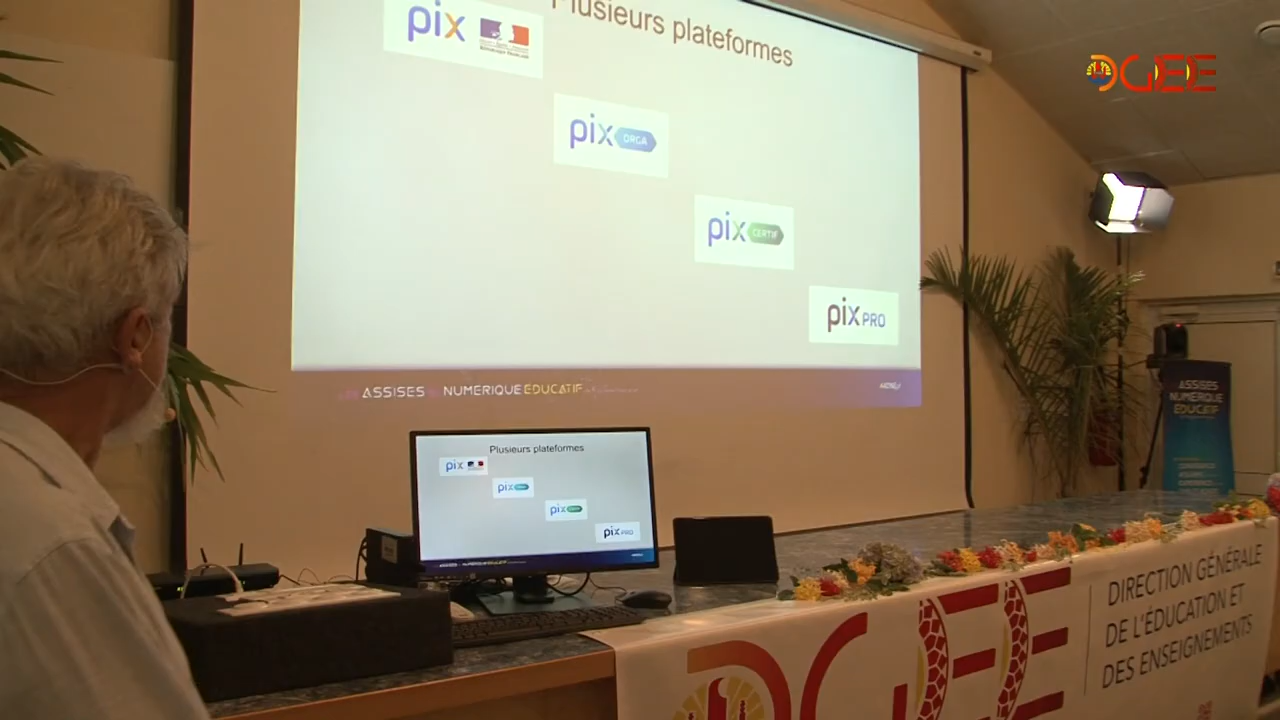 Plusieurs plateformes
pix
pix ORGA
pix CERTIF
pix PRO
ASSISES NUMERIQUE EDUCATIF
DGEE
ASSISES
NUMERIQUE
EDUCATIF
Plusieurs plateformes
pix
pix
pix
pix PRO
DGEE
DIRECTION GÉNÉRALE
DE L'ÉDUCATION ET
DES ENSEIGNEMENTS